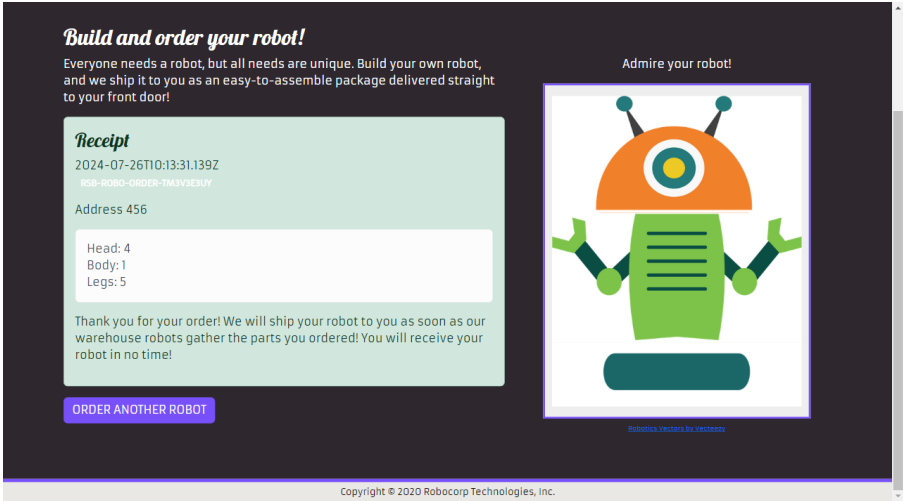 Build and order your robot!
Everyone needs a robot, but all needs are unique. Build your own robot,
and we ship it to you as an easy-to-assemble package delivered straight
to your front door!
Receipt
2024-07-26T10:13:31.139Z
RSB-ROBO-ORDER-TM3V3E3UY
Address 456
Head: 4
Body: 1
Legs: 5
Thank you for your order! We will ship your robot to you as soon as our
warehouse robots gather the parts you ordered! You will receive your
robot in no time!
ORDER ANOTHER ROBOT
Admire your robot!
Robotics Vectors by Vecteezy
Copyright © 2020 Robocorp Technologies, Inc.